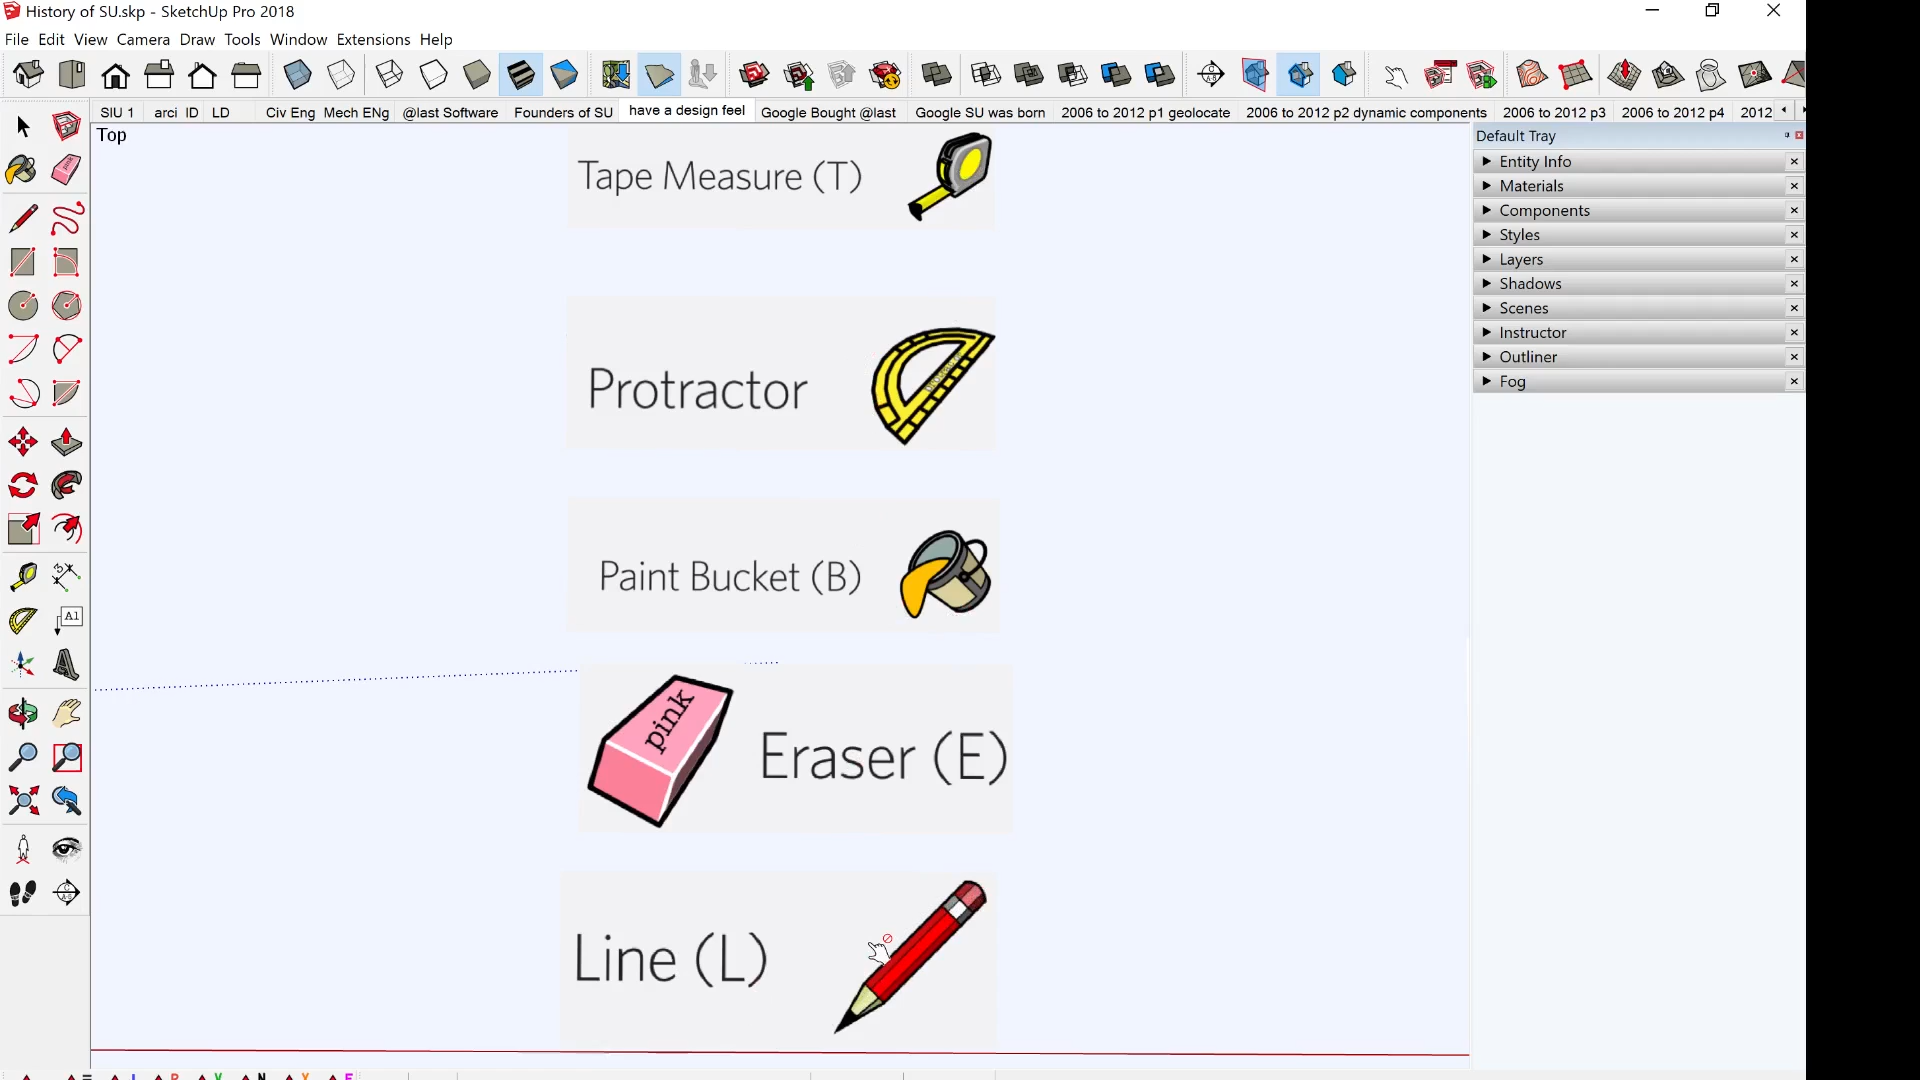 History of SU.skp - SketchUp Pro 2018
File Edit View Camera Draw Tools Window Extensions Help
SIU 1 arci ID LD Civ Eng Mech ENg @last Software Founders of SU have a design feel Google Bought @last Google SU was born 2006 to 2012 p1 geolocate 2006 to 2012 p2 dynamic components 2006 to 2012 p3 2006 to 2012 p4 2012
Top
Default Tray
Entity Info
Materials
Components
Styles
Layers
Shadows
Scenes
Instructor
Outliner
Fog
Tape Measure (T)
Protractor
Paint Bucket (B)
pink
Eraser (E)
Line (L)
A1